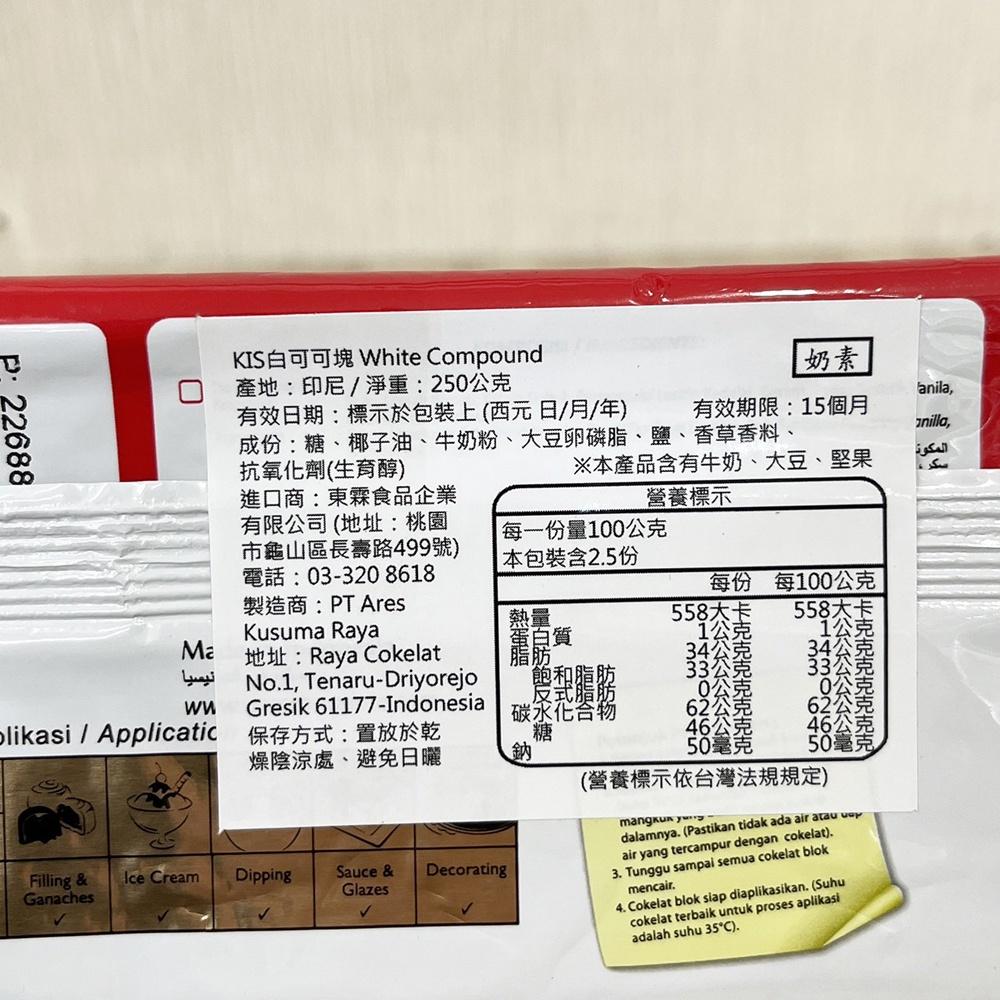 KIS白可可塊 White Compound
奶素
產地：印尼 / 淨重：250公克
有效日期：標示於包裝上 (西元 日/月/年) 有效期限：15個月
成份：糖、椰子油、牛奶粉、大豆卵磷脂、鹽、香草香料、
抗氧化劑(生育醇) ※本產品含有牛奶、大豆、堅果
進口商：東霖食品企業
有限公司 (地址：桃園
市龜山區長壽路499號)
電話：03-320 8618
製造商：PT Ares
Kusuma Raya
地址：Raya Cokelat
No.1, Tenaru-Driyorejo
Gresik 61177-Indonesia
保存方式：置放於乾
燥陰涼處、避免日曬
營養標示
每一份量100公克
本包裝含2.5份
每份 每100公克
熱量 558大卡 558大卡
蛋白質 1公克 1公克
脂肪 34公克 34公克
飽和脂肪 33公克 33公克
反式脂肪 0公克 0公克
碳水化合物 62公克 62公克
糖 46公克 46公克
鈉 50毫克 50毫克
(營養標示依台灣法規規定)
P: 22688
anila,
anilla,
المكون
Ma
ww
plikasi / Applicatio
Filling &
Ganaches
Ice Cream
Dipping
Sauce &
Glazes
Decorating
✓ ✓ ✓ ✓ ✓
mangkuk yang
dalamnya. (Pastikan tidak ada air atau uap
air yang tercampur dengan cokelat).
3. Tunggu sampai semua cokelat blok
mencair.
4. Cokelat blok siap diaplikasikan. (Suhu
cokelat terbaik untuk proses aplikasi
adalah suhu 35°C).